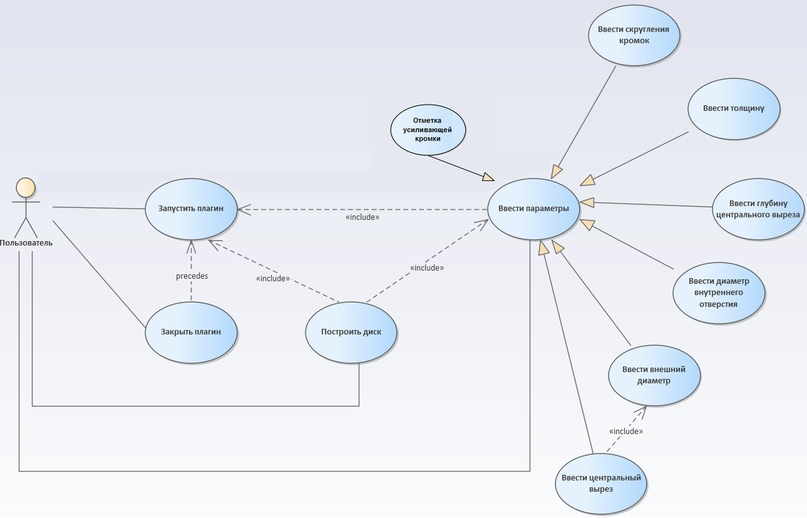 Ввести скругления
кромок
Ввести толщину
Отметка
усиливающей
кромки
Запустить плагин
«include»
Ввести параметры
Ввести глубину
центрального выреза
Пользователь
precedes
«include»
«include»
Ввести диаметр
внутреннего
отверстия
Закрыть плагин
Построить диск
Ввести внешний
диаметр
«include»
Ввести центральный
вырез